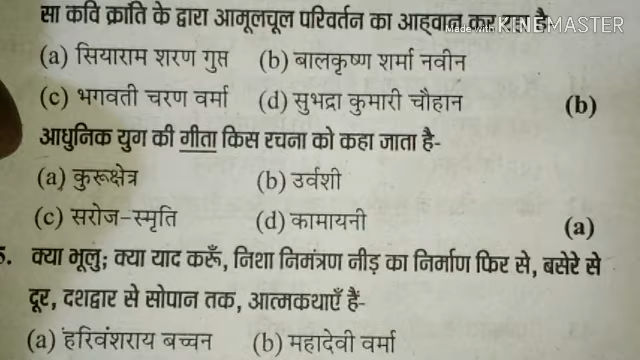 सा कवि क्रांति के द्वारा आमूलचूल परिवर्तन का आह्वान कर
Made with KINEMASTER
(a) सियाराम शरण गुप्त (b) बालकृष्ण शर्मा नवीन
(c) भगवती चरण वर्मा (d) सुभद्रा कुमारी चौहान (b)
आधुनिक युग की गीता किस रचना को कहा जाता है-
(a) कुरूक्षेत्र (b) उर्वशी
(c) सरोज-स्मृति (d) कामायनी (a)
5. क्या भूलु; क्या याद करूँ, निशा निमंत्रण नीड़ का निर्माण फिर से, बसेरे से
दूर, दशद्वार से सोपान तक, आत्मकथाएँ हैं-
(a) हरिवंशराय बच्चन (b) महादेवी वर्मा